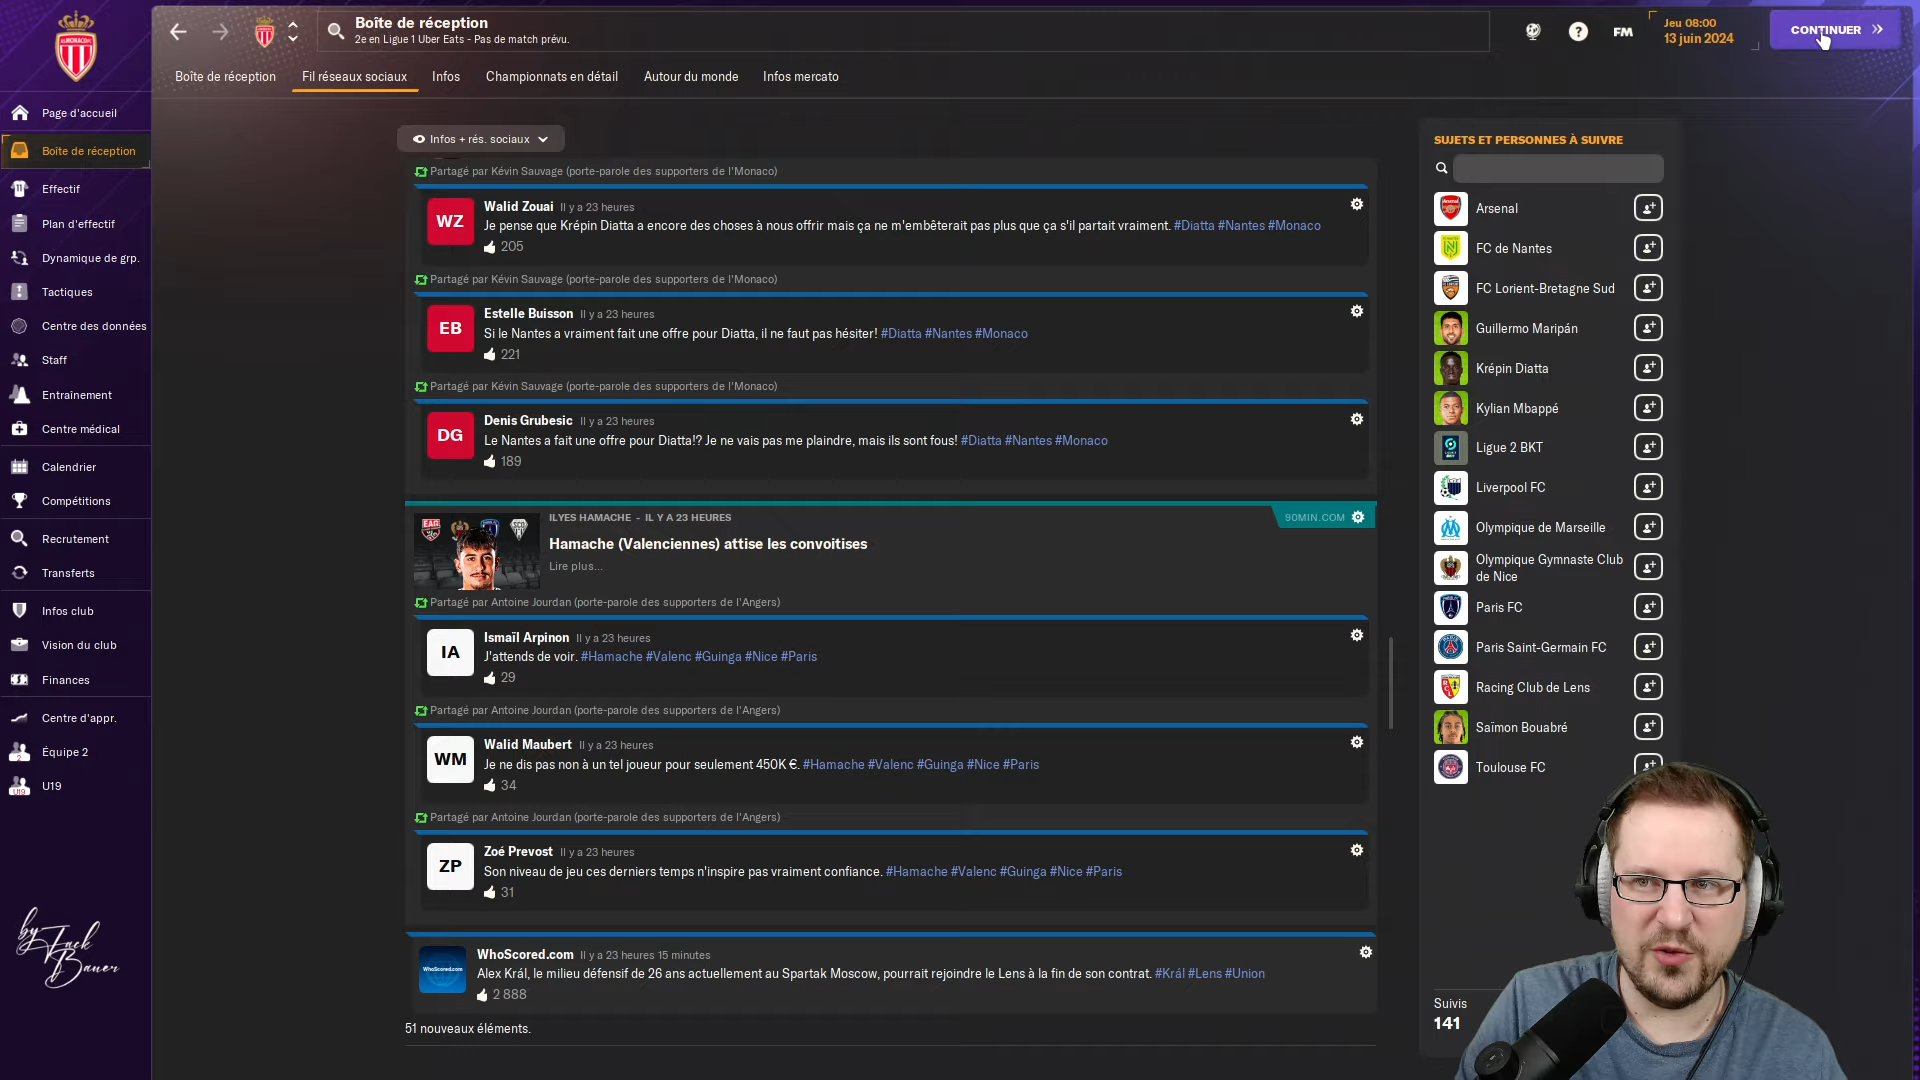 Boîte de réception
2e en Ligue 1 Uber Eats - Pas de match prévu.
FM
Jeu 08:00
13 juin 2024
CONTINUER
Boîte de réception
Fil réseaux sociaux
Infos
Championnats en détail
Autour du monde
Infos mercato
Page d'accueil
Boîte de réception
Effectif
Plan d'effectif
Dynamique de grp.
Tactiques
Centre des données
Staff
Entraînement
Centre médical
Calendrier
Compétitions
Recrutement
Transferts
Infos club
Vision du club
Finances
Centre d'appr.
Équipe 2
U19
by Jack Bauer
Infos + rés. sociaux
Partagé par Kévin Sauvage (porte-parole des supporters de l'Monaco)
WZ
Walid Zouai Il y a 23 heures
Je pense que Krépin Diatta a encore des choses à nous offrir mais ça ne m'embêterait pas plus que ça s'il partait vraiment. #Diatta #Nantes #Monaco
205
Partagé par Kévin Sauvage (porte-parole des supporters de l'Monaco)
EB
Estelle Buisson Il y a 23 heures
Si le Nantes a vraiment fait une offre pour Diatta, il ne faut pas hésiter! #Diatta #Nantes #Monaco
221
Partagé par Kévin Sauvage (porte-parole des supporters de l'Monaco)
DG
Denis Grubesic Il y a 23 heures
Le Nantes a fait une offre pour Diatta!? Je ne vais pas me plaindre, mais ils sont fous! #Diatta #Nantes #Monaco
189
ILYES HAMACHE - IL Y A 23 HEURES
90MIN.COM
Hamache (Valenciennes) attise les convoitises
Lire plus...
Partagé par Antoine Jourdan (porte-parole des supporters de l'Angers)
IA
Ismaïl Arpinon Il y a 23 heures
J'attends de voir. #Hamache #Valenc #Guinga #Nice #Paris
29
Partagé par Antoine Jourdan (porte-parole des supporters de l'Angers)
WM
Walid Maubert Il y a 23 heures
Je ne dis pas non à un tel joueur pour seulement 450K €. #Hamache #Valenc #Guinga #Nice #Paris
34
Partagé par Antoine Jourdan (porte-parole des supporters de l'Angers)
ZP
Zoé Prevost Il y a 23 heures
Son niveau de jeu ces derniers temps n'inspire pas vraiment confiance. #Hamache #Valenc #Guinga #Nice #Paris
31
WhoScored.com
WhoScored.com Il y a 23 heures 15 minutes
Alex Král, le milieu défensif de 26 ans actuellement au Spartak Moscow, pourrait rejoindre le Lens à la fin de son contrat. #Král #Lens #Union
2 888
51 nouveaux éléments.
SUJETS ET PERSONNES À SUIVRE
Arsenal
FC de Nantes
FC Lorient-Bretagne Sud
Guillermo Maripán
Krépin Diatta
Kylian Mbappé
Ligue 2 BKT
Liverpool FC
Olympique de Marseille
Olympique Gymnaste Club
de Nice
Paris FC
Paris Saint-Germain FC
Racing Club de Lens
Saïmon Bouabré
Toulouse FC
Suivis
141